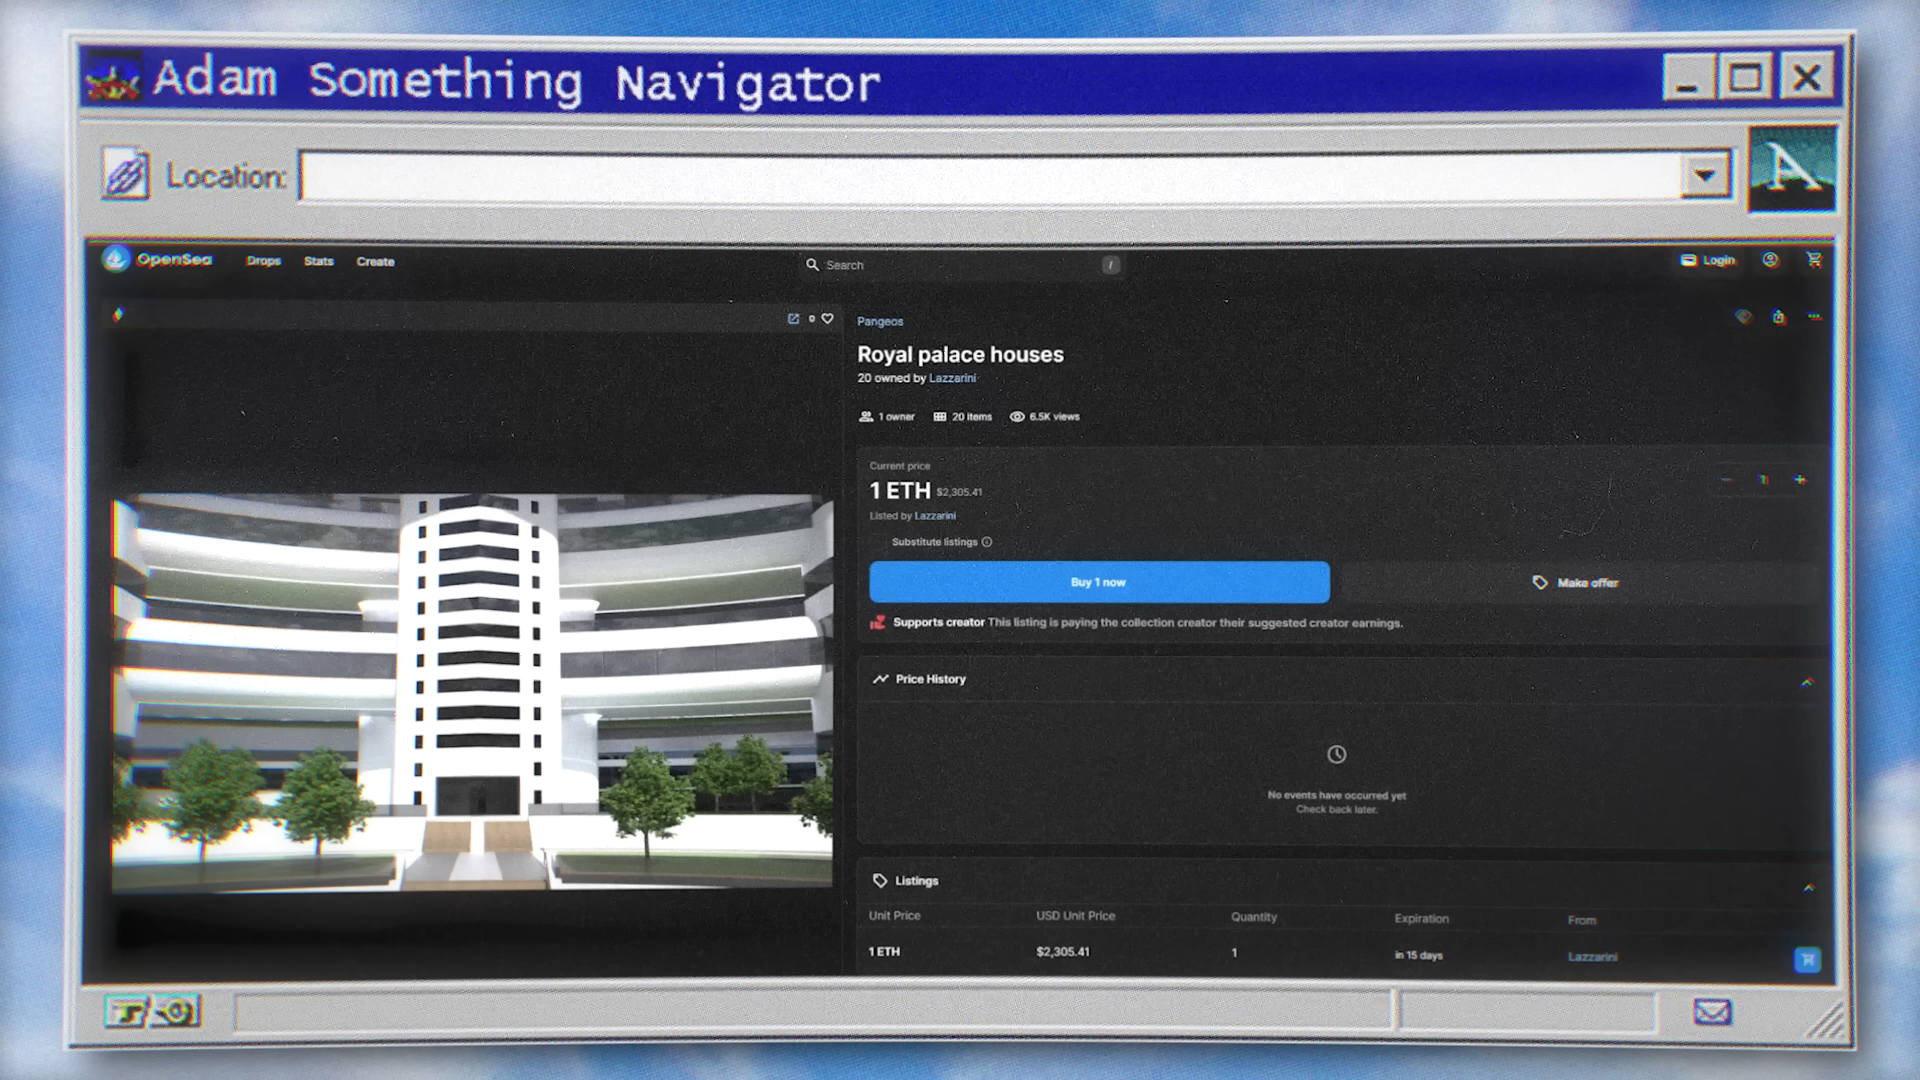 Adam Something Navigator
Location:
A
OpenSea Drops Stats Create
Search /
Login
0
Pangeos
Royal palace houses
20 owned by Lazzarini
1 owner 20 items 6.5K views
Current price
1 ETH $2,305.41
1
Listed by Lazzarini
Substitute listings
Buy 1 now
Make offer
Supports creator This listing is paying the collection creator their suggested creator earnings.
Price History
No events have occurred yet
Check back later.
Listings
Unit Price USD Unit Price Quantity Expiration From
1 ETH $2,305.41 1 in 15 days Lazzarini